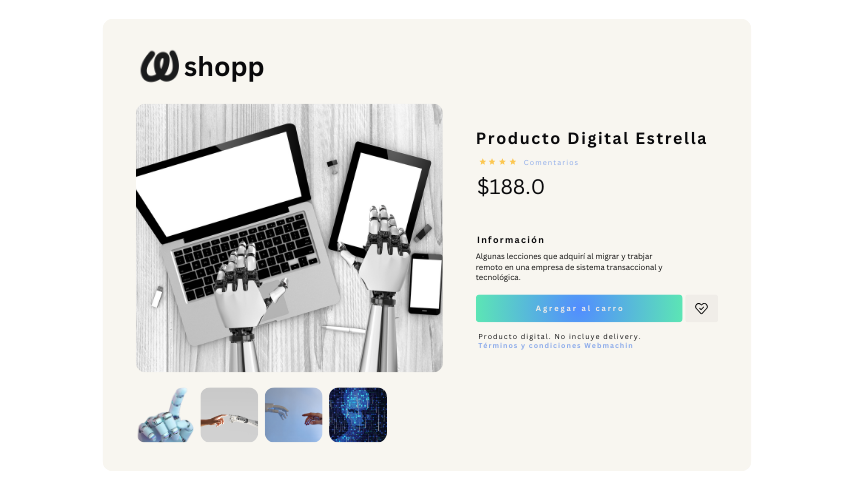 shopp
Producto Digital Estrella
Comentarios
$188.0
Información
Algunas lecciones que adquirí al migrar y trabjar
remoto en una empresa de sistema transaccional y
tecnológica.
Agregar al carro
Producto digital. No incluye delivery.
Términos y condiciones Webmachin